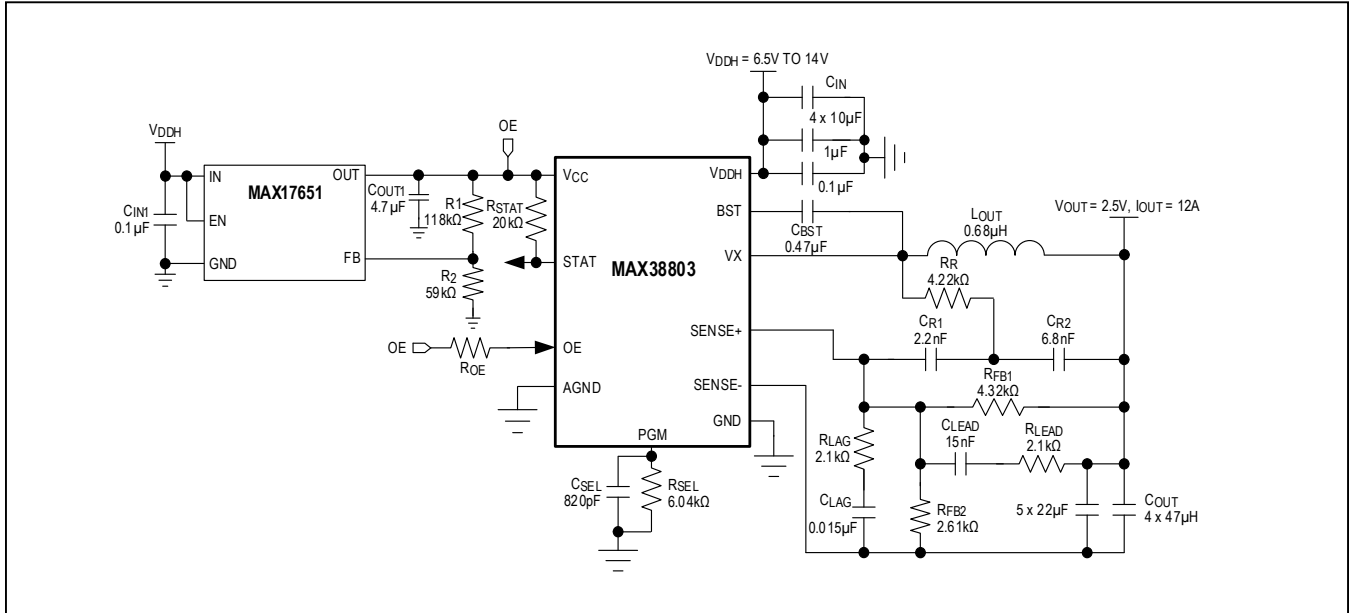 VDDH = 6.5V TO 14V
CIN
4 x 10µF
1µF
0.1µF
VDDH
IN
EN
GND
MAX17651
OUT
FB
CIN1
0.1µF
COUT1
4.7µF
R1
118kΩ
R2
59kΩ
RSTAT
20kΩ
OE
OE
ROE
MAX38803
VCC
STAT
OE
AGND
PGM
VDDH
BST
VX
SENSE+
SENSE-
GND
CSEL
820pF
RSEL
6.04kΩ
CBST
0.47µF
LOUT
0.68µH
VOUT = 2.5V, IOUT = 12A
RR
4.22kΩ
CR1
2.2nF
CR2
6.8nF
RFB1
4.32kΩ
CLEAD
15nF
RLEAD
2.1kΩ
RLAG
2.1kΩ
CLAG
0.015µF
RFB2
2.61kΩ
5 x 22µF
COUT
4 x 47µH